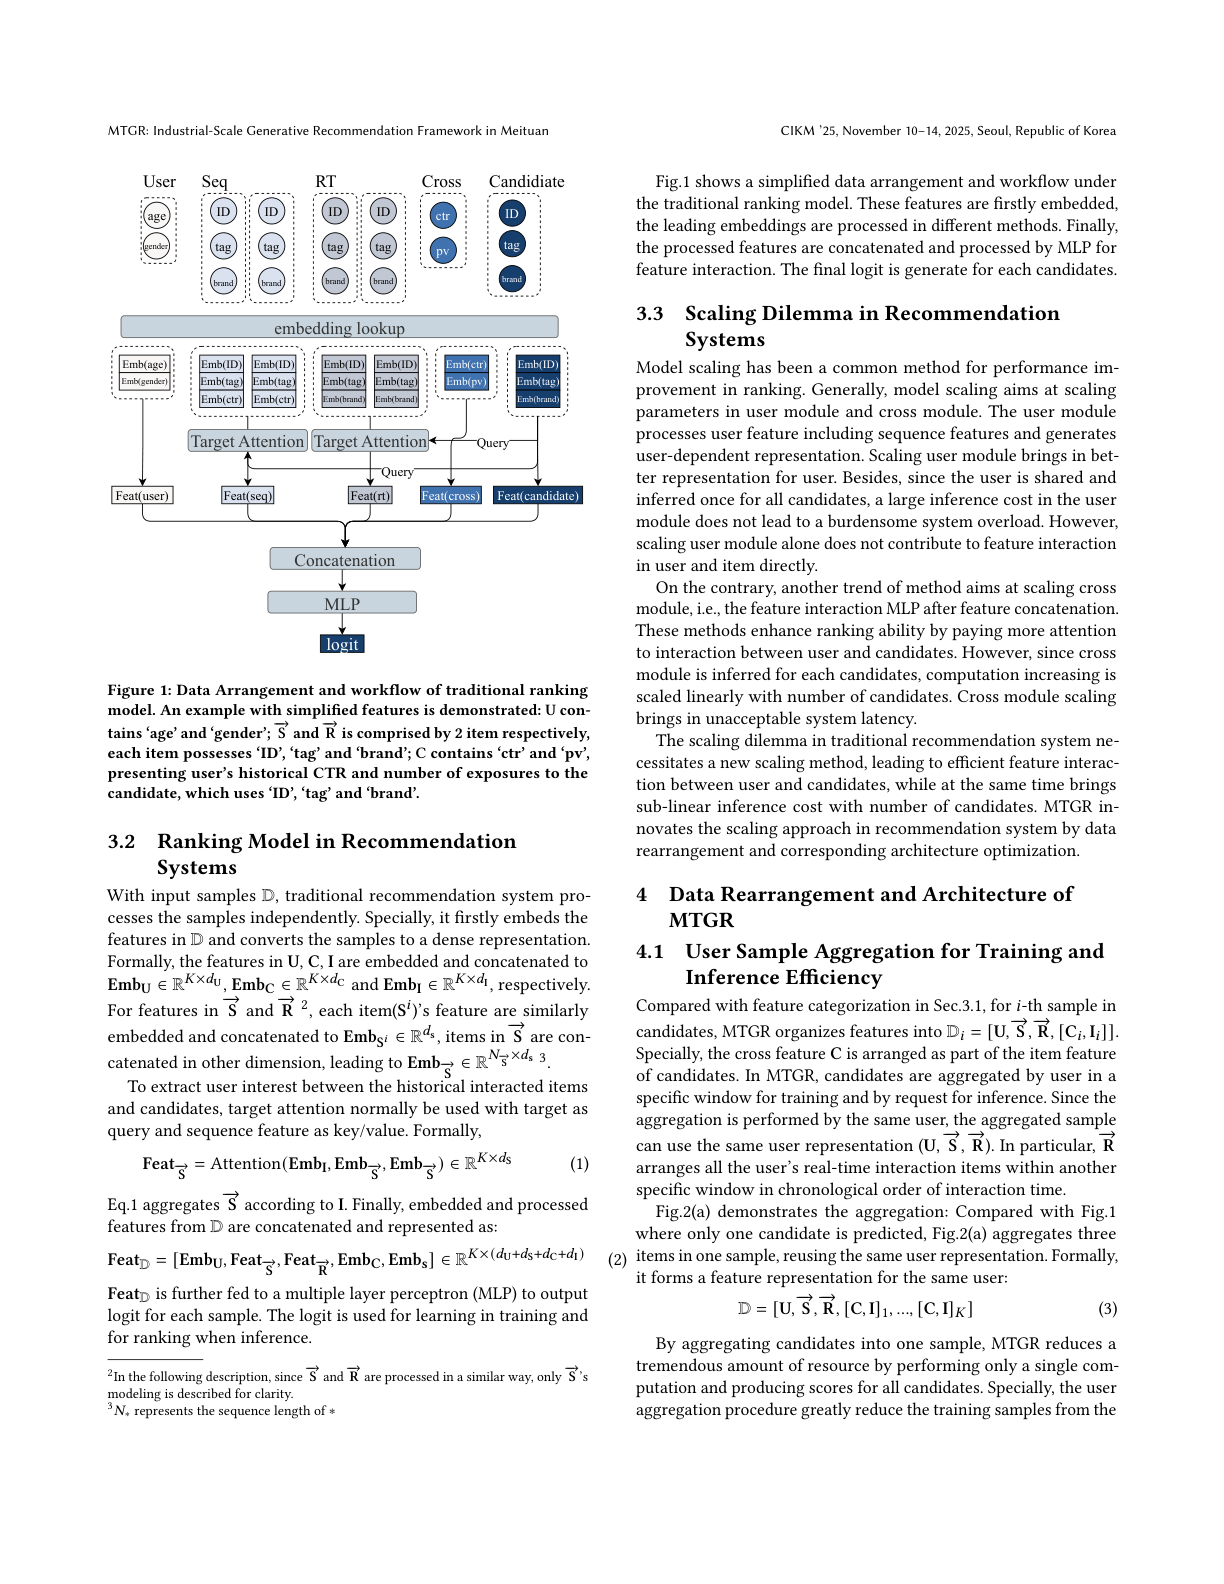 MTGR: Industrial-Scale Generative Recommendation Framework in Meituan
CIKM '25, November 10–14, 2025, Seoul, Republic of Korea
User Seq RT Cross Candidiate
age ID ID ID ID ctr ID
gender tag tag tag tag pv tag
brand brand brand brand brand
embedding lookup
Emb(age) Emb(ID) Emb(ID) Emb(ID) Emb(ID) Emb(ctr) Emb(ID)
Emb(gender) Emb(tag) Emb(tag) Emb(tag) Emb(tag) Emb(pv) Emb(tag)
Emb(ctr) Emb(ctr) Emb(brand) Emb(brand) Emb(brand)
Target Attention Target Attention Query
Query
Feat(user) Feat(seq) Feat(rt) Feat(cross) Feat(candidate)
Concatenation
MLP
logit
Figure 1: Data Arrangement and workflow of traditional ranking
model. An example with simplified features is demonstrated: U con-
tains ‘age’ and ‘gender’; S⃗ and R⃗ is comprised by 2 item respectively,
each item possesses ‘ID’, ‘tag’ and ‘brand’; C contains ‘ctr’ and ‘pv’,
presenting user's historical CTR and number of exposures to the
candidate, which uses ‘ID’, ‘tag’ and ‘brand’.
3.2 Ranking Model in Recommendation
Systems
With input samples 𝔻, traditional recommendation system pro-
cesses the samples independently. Specially, it firstly embeds the
features in 𝔻 and converts the samples to a dense representation.
Formally, the features in U, C, I are embedded and concatenated to
Emb_U ∈ ℝ^{K×d_U}, Emb_C ∈ ℝ^{K×d_C} and Emb_I ∈ ℝ^{K×d_I}, respectively.
For features in S⃗ and R⃗ ², each item(S^i)'s feature are similarly
embedded and concatenated to Emb_{S^i} ∈ ℝ^{d_s}, items in S⃗ are con-
catenated in other dimension, leading to Emb_{S⃗} ∈ ℝ^{N_{S⃗}×d_s} ³.
To extract user interest between the historical interacted items
and candidates, target attention normally be used with target as
query and sequence feature as key/value. Formally,
Feat_{S⃗} = Attention(Emb_I, Emb_{S⃗}, Emb_{S⃗}) ∈ ℝ^{K×d_S} (1)
Eq.1 aggregates S⃗ according to I. Finally, embedded and processed
features from 𝔻 are concatenated and represented as:
Feat_𝔻 = [Emb_U, Feat_{S⃗}, Feat_{R⃗}, Emb_C, Emb_s] ∈ ℝ^{K×(d_U+d_S+d_C+d_I)} (2)
Feat_𝔻 is further fed to a multiple layer perceptron (MLP) to output
logit for each sample. The logit is used for learning in training and
for ranking when inference.
²In the following description, since S⃗ and R⃗ are processed in a similar way, only S⃗'s
modeling is described for clarity.
³N_* represents the sequence length of *
Fig.1 shows a simplified data arrangement and workflow under
the traditional ranking model. These features are firstly embedded,
the leading embeddings are processed in different methods. Finally,
the processed features are concatenated and processed by MLP for
feature interaction. The final logit is generate for each candidates.
3.3 Scaling Dilemma in Recommendation
Systems
Model scaling has been a common method for performance im-
provement in ranking. Generally, model scaling aims at scaling
parameters in user module and cross module. The user module
processes user feature including sequence features and generates
user-dependent representation. Scaling user module brings in bet-
ter representation for user. Besides, since the user is shared and
inferred once for all candidates, a large inference cost in the user
module does not lead to a burdensome system overload. However,
scaling user module alone does not contribute to feature interaction
in user and item directly.
On the contrary, another trend of method aims at scaling cross
module, i.e., the feature interaction MLP after feature concatenation.
These methods enhance ranking ability by paying more attention
to interaction between user and candidates. However, since cross
module is inferred for each candidates, computation increasing is
scaled linearly with number of candidates. Cross module scaling
brings in unacceptable system latency.
The scaling dilemma in traditional recommendation system ne-
cessitates a new scaling method, leading to efficient feature interac-
tion between user and candidates, while at the same time brings
sub-linear inference cost with number of candidates. MTGR in-
novates the scaling approach in recommendation system by data
rearrangement and corresponding architecture optimization.
4 Data Rearrangement and Architecture of
MTGR
4.1 User Sample Aggregation for Training and
Inference Efficiency
Compared with feature categorization in Sec.3.1, for i-th sample in
candidates, MTGR organizes features into 𝔻_i = [U, S⃗, R⃗, [C_i, I_i]].
Specially, the cross feature C is arranged as part of the item feature
of candidates. In MTGR, candidates are aggregated by user in a
specific window for training and by request for inference. Since the
aggregation is performed by the same user, the aggregated sample
can use the same user representation (U, S⃗, R⃗). In particular, R⃗
arranges all the user's real-time interaction items within another
specific window in chronological order of interaction time.
Fig.2(a) demonstrates the aggregation: Compared with Fig.1
where only one candidate is predicted, Fig.2(a) aggregates three
items in one sample, reusing the same user representation. Formally,
it forms a feature representation for the same user:
𝔻 = [U, S⃗, R⃗, [C, I]_1, ..., [C, I]_K] (3)
By aggregating candidates into one sample, MTGR reduces a
tremendous amount of resource by performing only a single com-
putation and producing scores for all candidates. Specially, the user
aggregation procedure greatly reduce the training samples from the